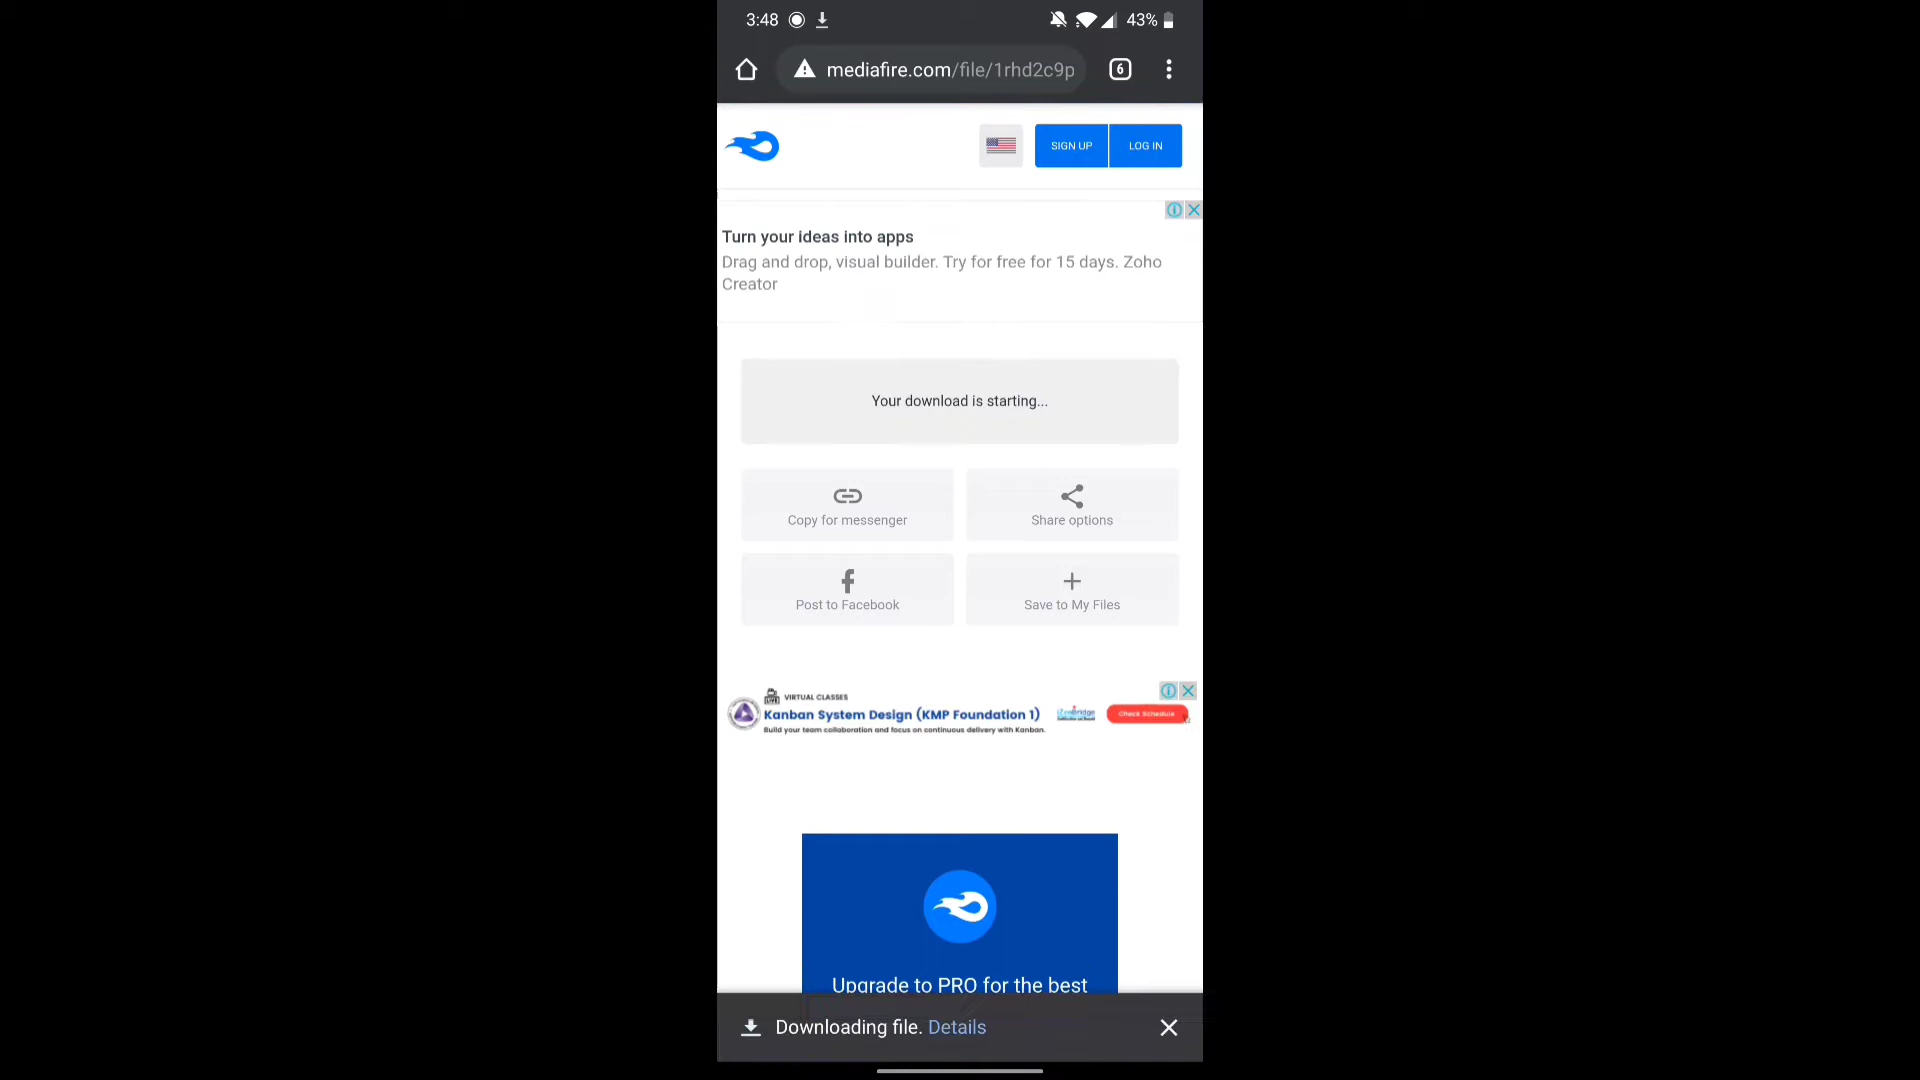 3:48
43%
mediafire.com/file/1rhd2c9p
6
SIGN UP
LOG IN
Turn your ideas into apps
Drag and drop, visual builder. Try for free for 15 days. Zoho
Creator
Your download is starting...
Copy for messenger
Share options
Post to Facebook
Save to My Files
VIRTUAL CLASSES
Kanban System Design (KMP Foundation 1)
Build your team collaboration and focus on continuous delivery with Kanban.
Check Schedule
Upgrade to PRO for the best
Downloading file. Details